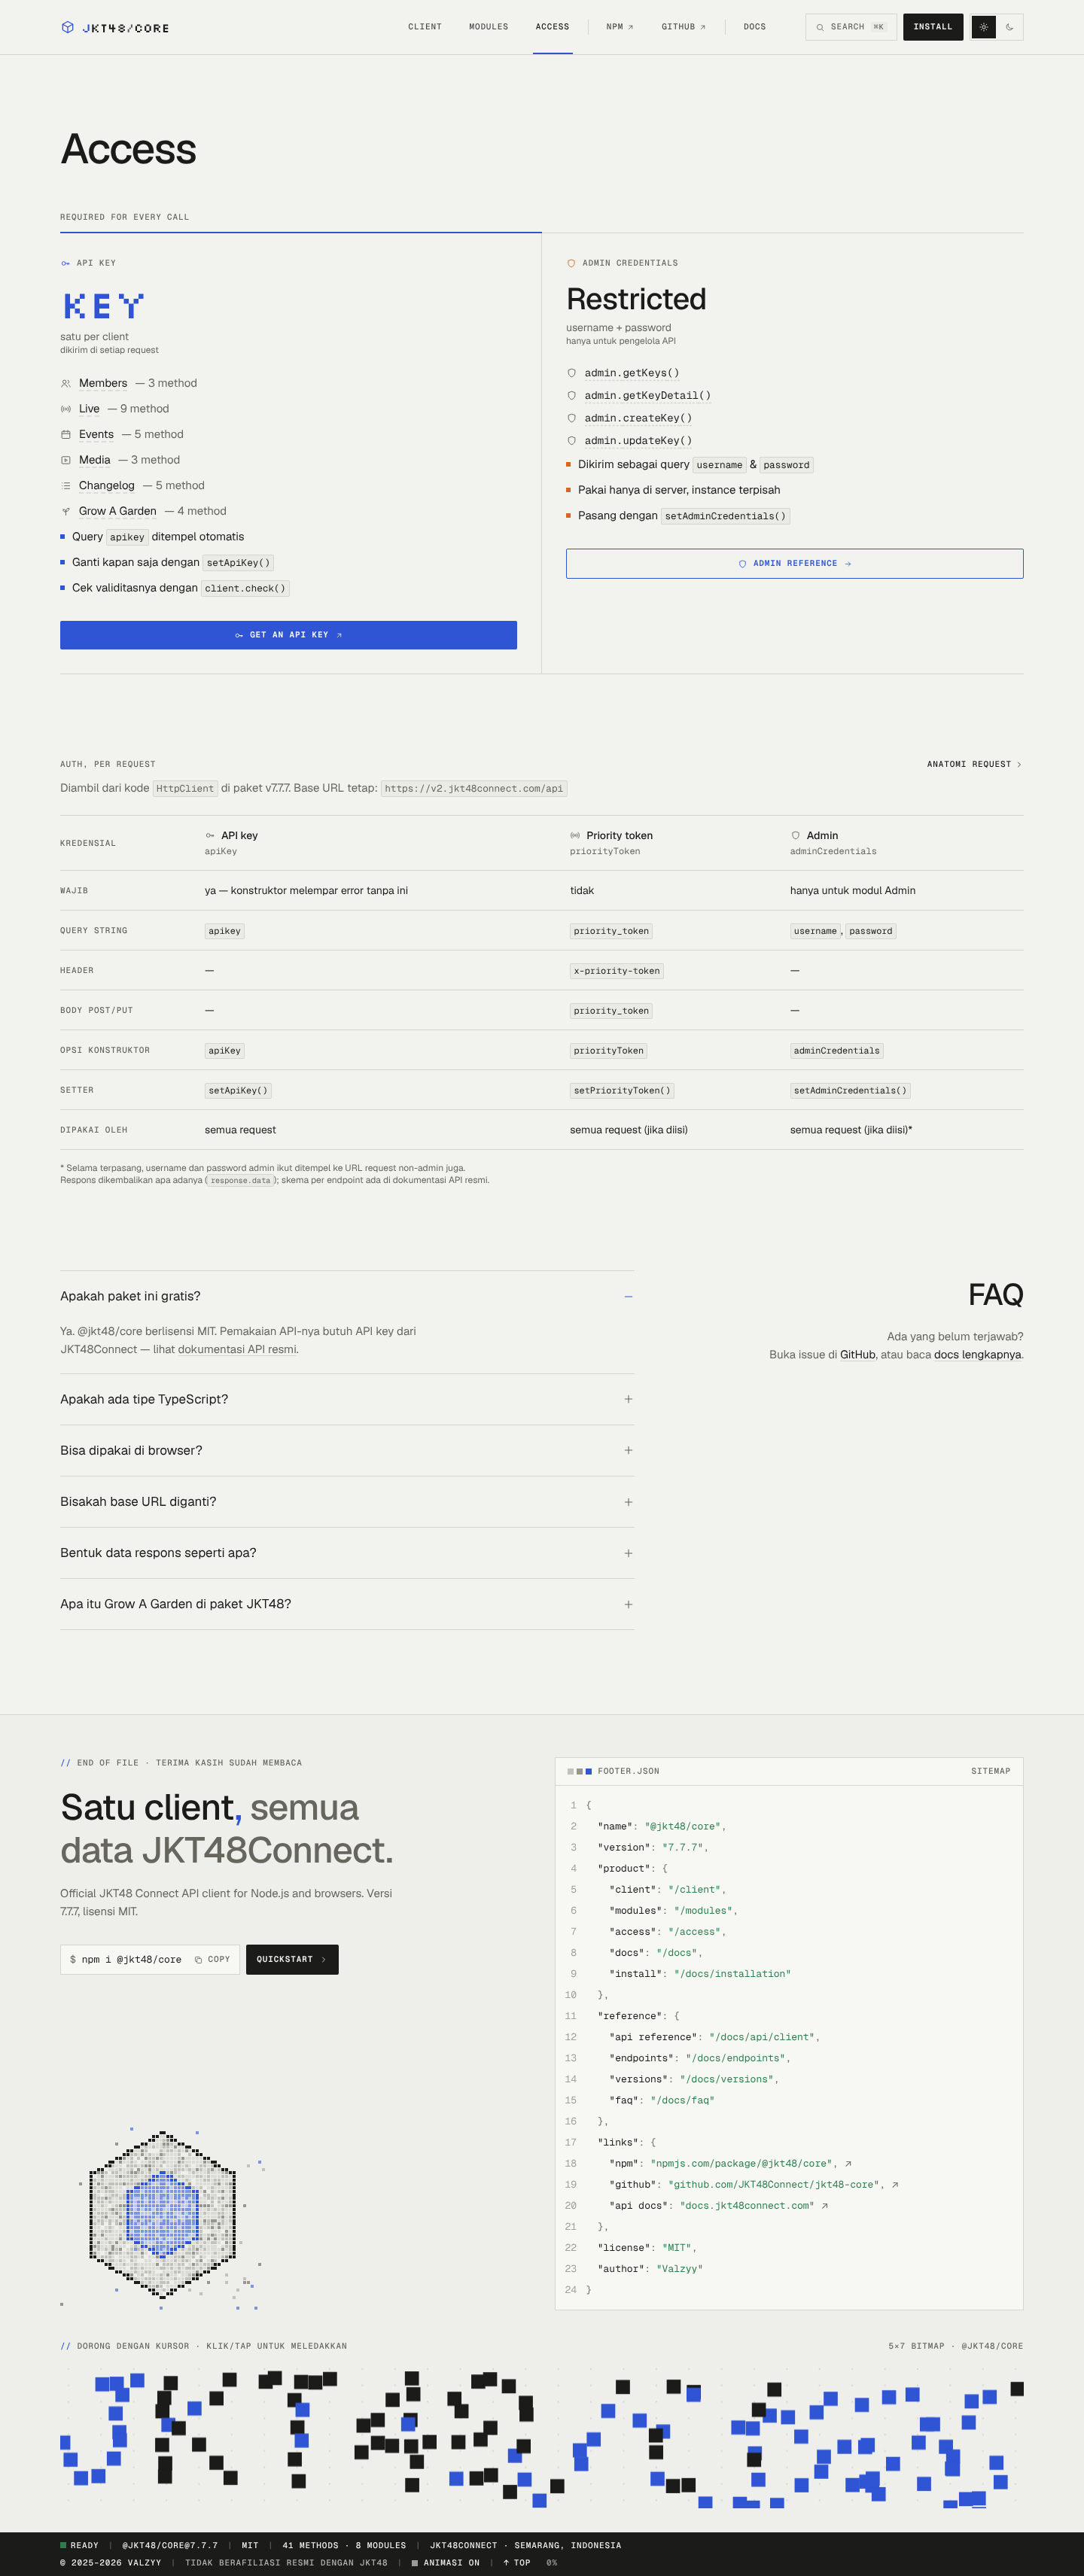 JKT48/CORE
CLIENT MODULES ACCESS NPM ↗ GITHUB ↗ DOCS SEARCH ⌘K INSTALL
Access
REQUIRED FOR EVERY CALL
API KEY
KEY
satu per client
dikirim di setiap request
Members — 3 method
Live — 9 method
Events — 5 method
Media — 3 method
Changelog — 5 method
Grow A Garden — 4 method
Query apikey ditempel otomatis
Ganti kapan saja dengan setApiKey()
Cek validitasnya dengan client.check()
GET AN API KEY ↗
ADMIN CREDENTIALS
Restricted
username + password
hanya untuk pengelola API
admin.getKeys()
admin.getKeyDetail()
admin.createKey()
admin.updateKey()
Dikirim sebagai query username & password
Pakai hanya di server, instance terpisah
Pasang dengan setAdminCredentials()
ADMIN REFERENCE →
AUTH, PER REQUEST
ANATOMI REQUEST >
Diambil dari kode HttpClient di paket v7.7.7. Base URL tetap: https://v2.jkt48connect.com/api
KREDENSIAL API key Priority token Admin
apiKey priorityToken adminCredentials
WAJIB ya — konstruktor melempar error tanpa ini tidak hanya untuk modul Admin
QUERY STRING apikey priority_token username, password
HEADER — x-priority-token —
BODY POST/PUT — priority_token —
OPSI KONSTRUKTOR apiKey priorityToken adminCredentials
SETTER setApiKey() setPriorityToken() setAdminCredentials()
DIPAKAI OLEH semua request semua request (jika diisi) semua request (jika diisi)*
* Selama terpasang, username dan password admin ikut ditempel ke URL request non-admin juga.
Respons dikembalikan apa adanya (response.data); skema per endpoint ada di dokumentasi API resmi.
Apakah paket ini gratis? −
Ya. @jkt48/core berlisensi MIT. Pemakaian API-nya butuh API key dari
JKT48Connect — lihat dokumentasi API resmi.
Apakah ada tipe TypeScript? +
Bisa dipakai di browser? +
Bisakah base URL diganti? +
Bentuk data respons seperti apa? +
Apa itu Grow A Garden di paket JKT48? +
FAQ
Ada yang belum terjawab?
Buka issue di GitHub, atau baca docs lengkapnya.
// END OF FILE · TERIMA KASIH SUDAH MEMBACA
Satu client, semua
data JKT48Connect.
Official JKT48 Connect API client for Node.js and browsers. Versi
7.7.7, lisensi MIT.
$ npm i @jkt48/core COPY QUICKSTART >
FOOTER.JSON SITEMAP
1 {
2 "name": "@jkt48/core",
3 "version": "7.7.7",
4 "product": {
5 "client": "/client",
6 "modules": "/modules",
7 "access": "/access",
8 "docs": "/docs",
9 "install": "/docs/installation"
10 },
11 "reference": {
12 "api reference": "/docs/api/client",
13 "endpoints": "/docs/endpoints",
14 "versions": "/docs/versions",
15 "faq": "/docs/faq"
16 },
17 "links": {
18 "npm": "npmjs.com/package/@jkt48/core", ↗
19 "github": "github.com/JKT48Connect/jkt48-core", ↗
20 "api docs": "docs.jkt48connect.com" ↗
21 },
22 "license": "MIT",
23 "author": "Valzyy"
24 }
// DORONG DENGAN KURSOR · KLIK/TAP UNTUK MELEDAKKAN
5×7 BITMAP · @JKT48/CORE
READY | @JKT48/CORE@7.7.7 | MIT | 41 METHODS · 8 MODULES | JKT48CONNECT · SEMARANG, INDONESIA
© 2025–2026 VALZYY | TIDAK BERAFILIASI RESMI DENGAN JKT48 | ANIMASI ON | ↑ TOP 0%